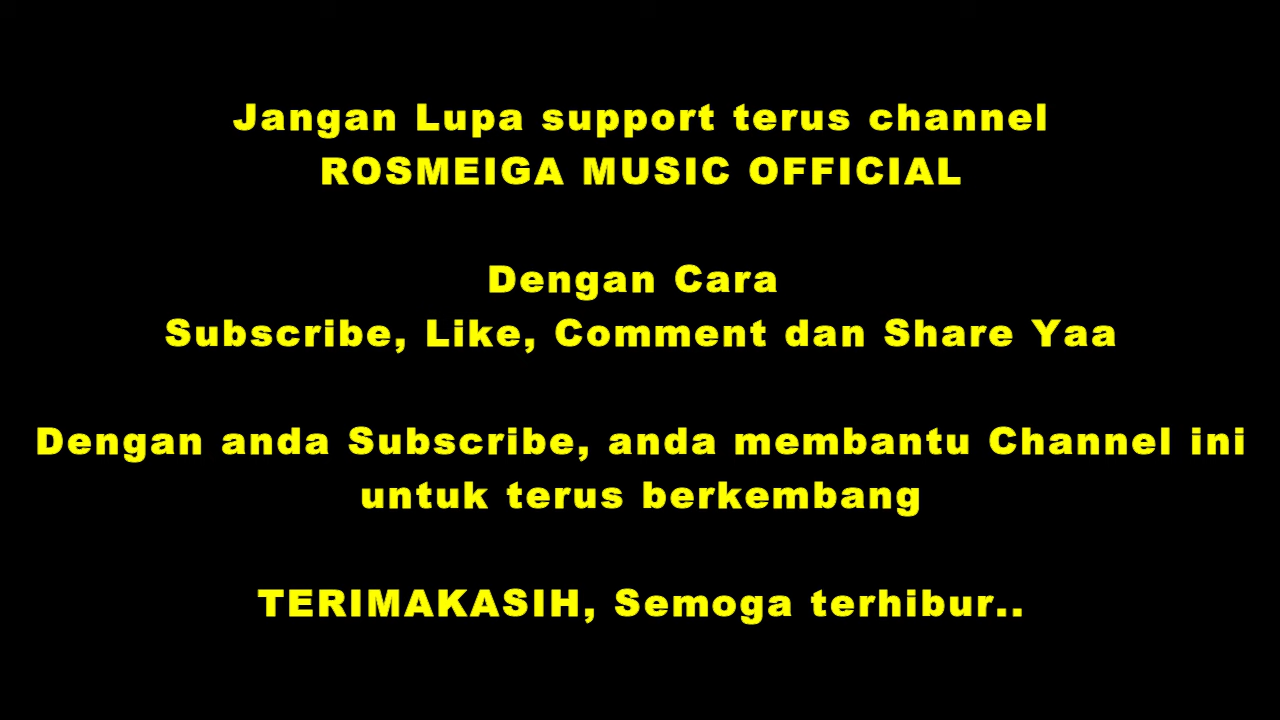 Jangan Lupa support terus channel
ROSMEIGA MUSIC OFFICIAL
Dengan Cara
Subscribe, Like, Comment dan Share Yaa
Dengan anda Subscribe, anda membantu Channel ini
untuk terus berkembang
TERIMAKASIH, Semoga terhibur..